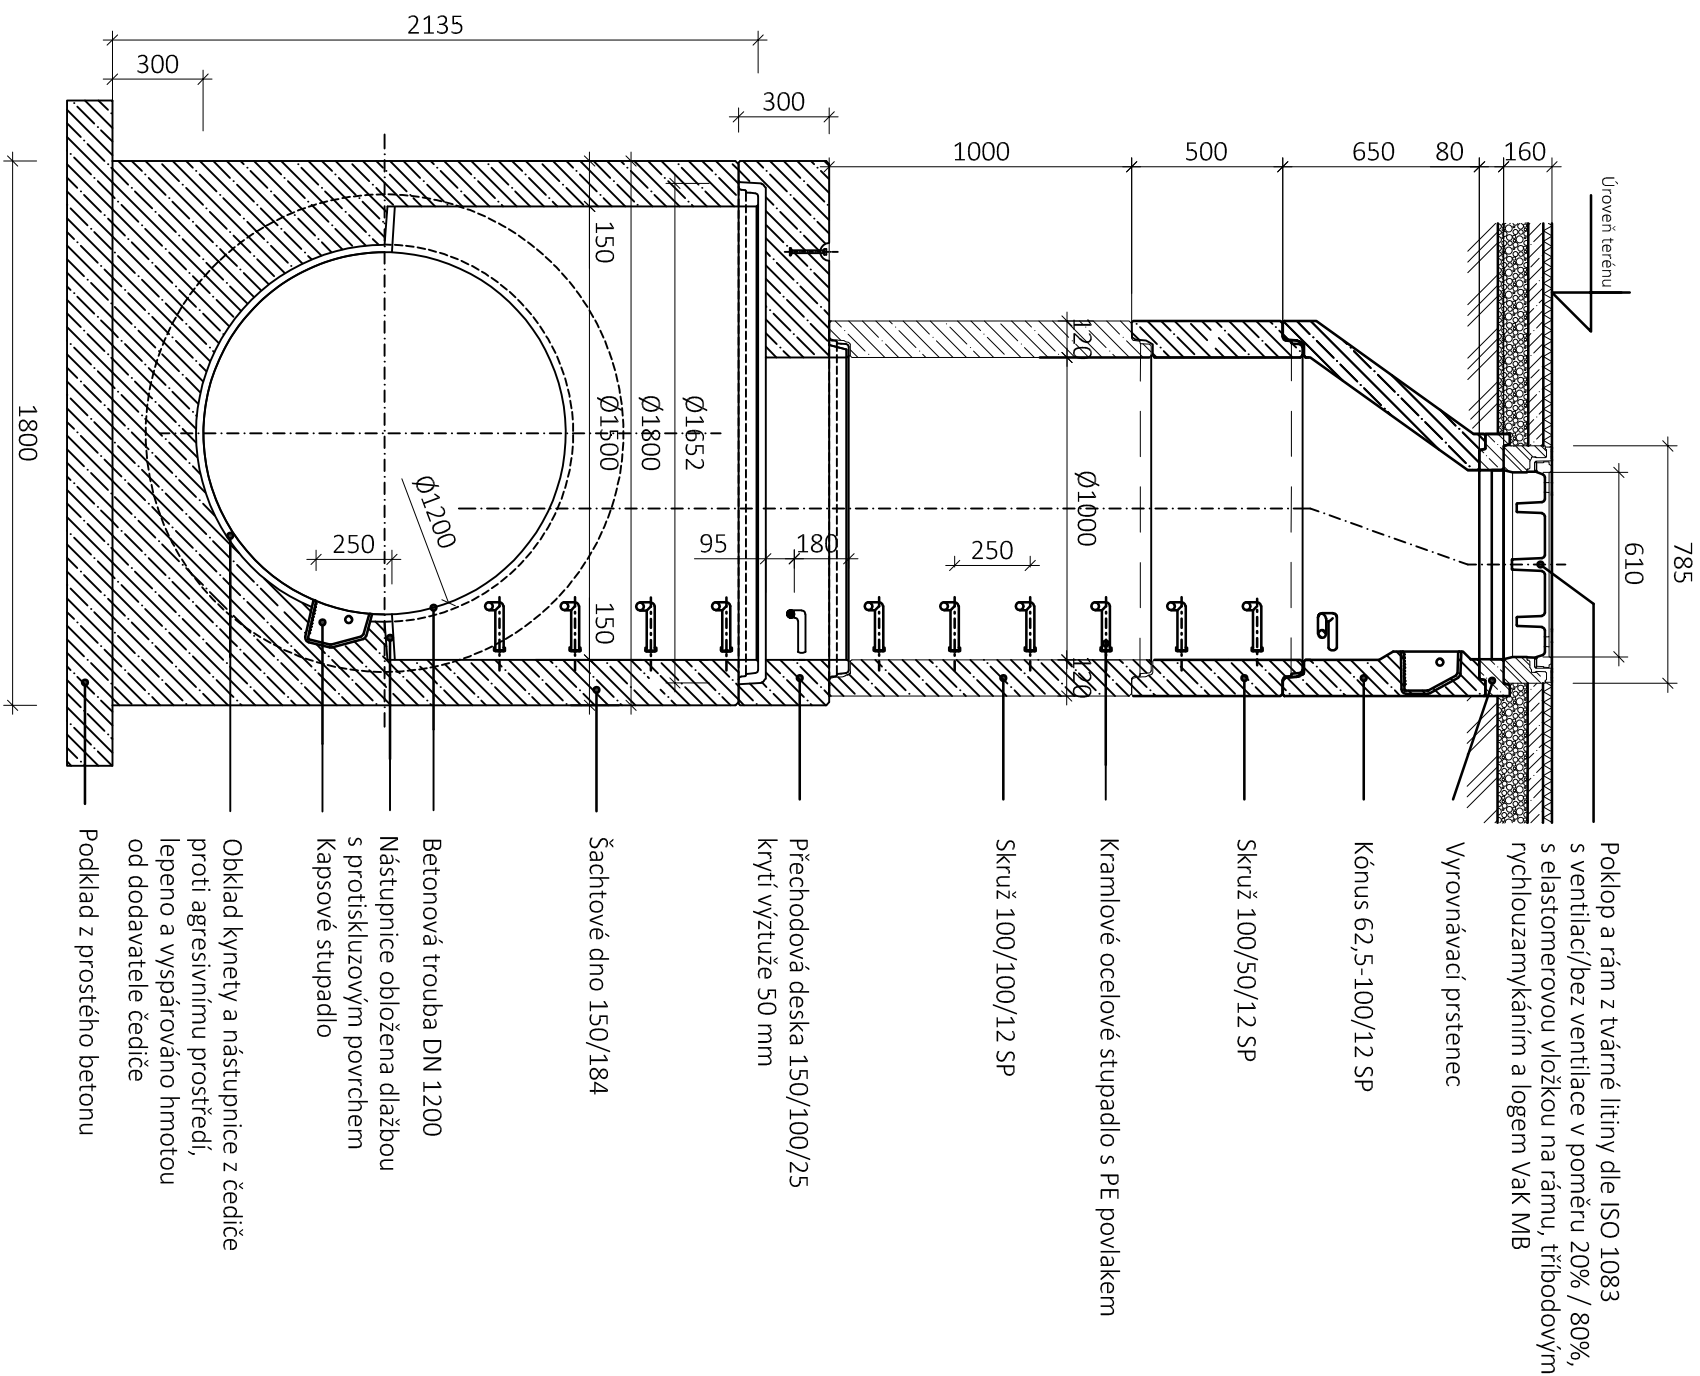 Poklop a rám z tvárné litiny dle ISO 1083
s ventilací/bez ventilace v poměru 20% / 80%,
s elastomerovou vložkou na rámu, tříbodovým
rychlouzamykáním a logem VaK MB
Vyrovnávací prstenec
Kónus 62,5-100/12 SP
Skruž 100/50/12 SP
Kramlové ocelové stupadlo s PE povlakem
Skruž 100/100/12 SP
Přechodová deska 150/100/25
krytí výztuže 50 mm
Šachtové dno 150/184
Betonová trouba DN 1200
Nástupnice obložena dlažbou
s protiskluzovým povrchem
Kapsové stupadlo
Obklad kynety a nástupnice z čediče
proti agresivnímu prostředí,
lepeno a vyspárováno hmotou
od dodavatele čediče
Podklad z prostého betonu
Úroveň terénu
785
610
160
80
650
500
1000
300
2135
300
120
Ø1000
120
250
180
95
Ø1652
Ø1800
150
Ø1500
150
Ø1200
250
1800